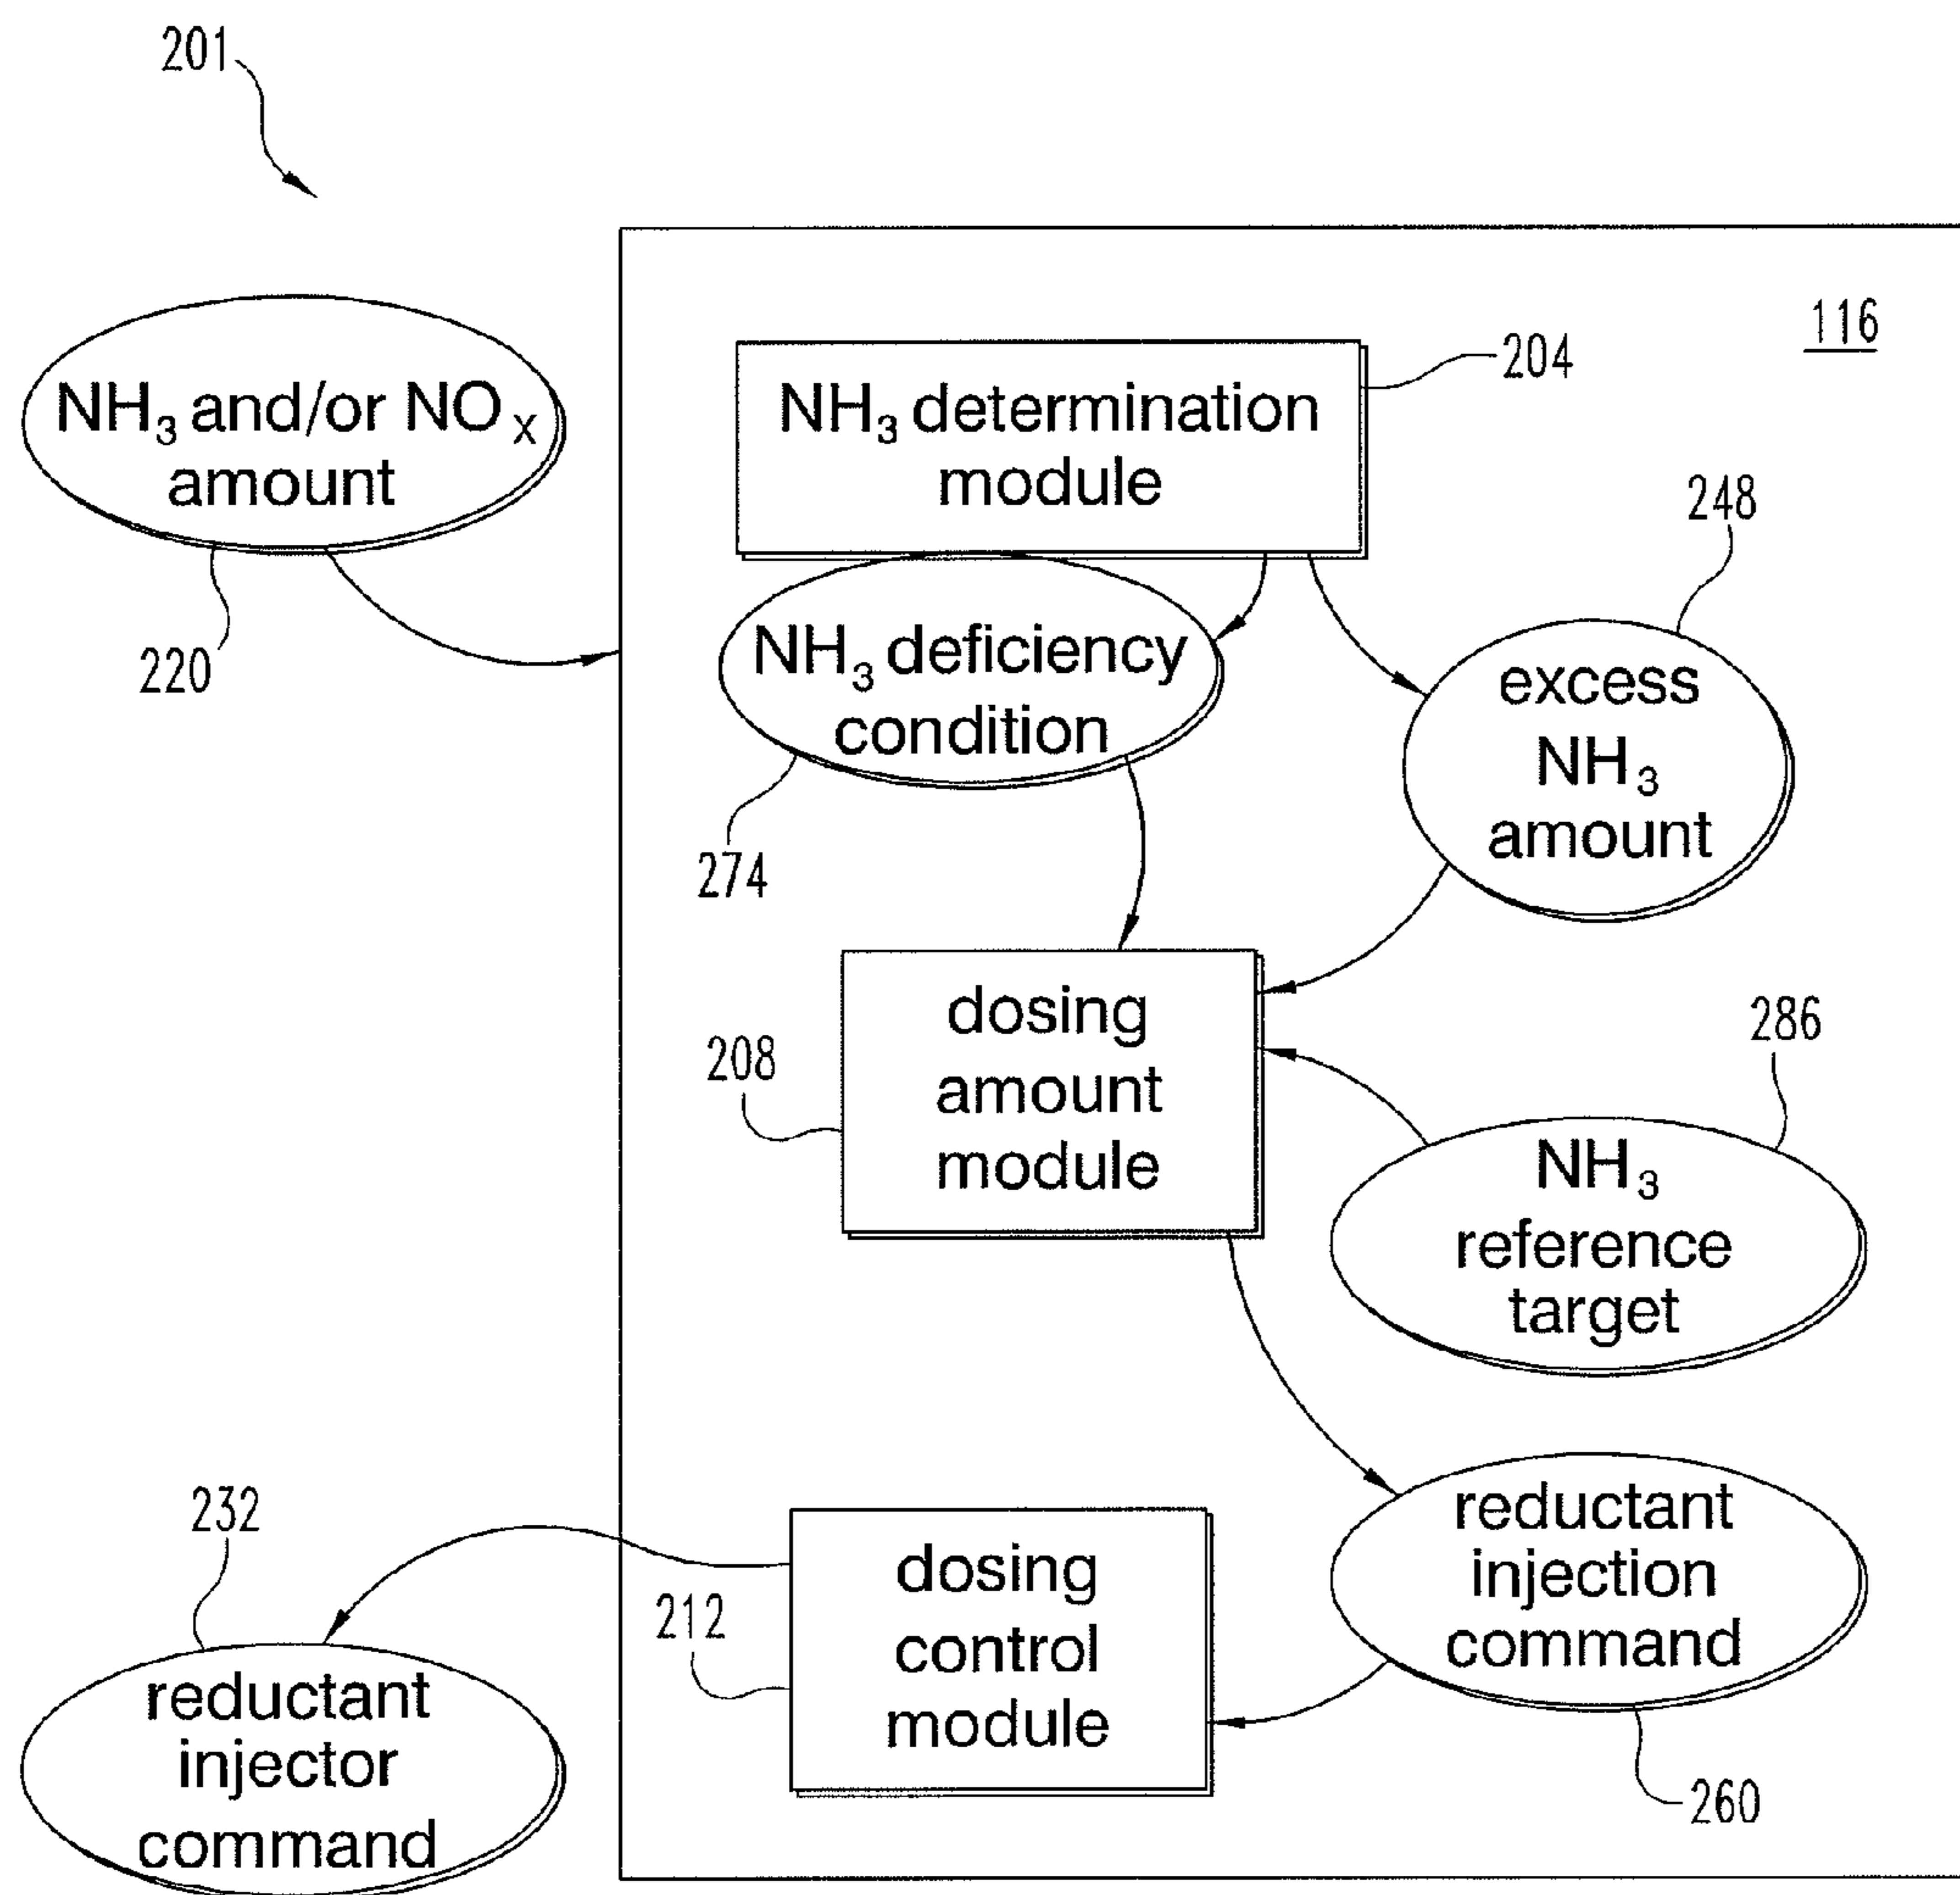 201
116
NH₃ and/or NOₓ
amount
220
NH₃ determination
module
204
248
NH₃ deficiency
condition
274
excess
NH₃
amount
dosing
amount
module
208
286
NH₃
reference
target
232
reductant
injector
command
dosing
control
module
212
reductant
injection
command
260